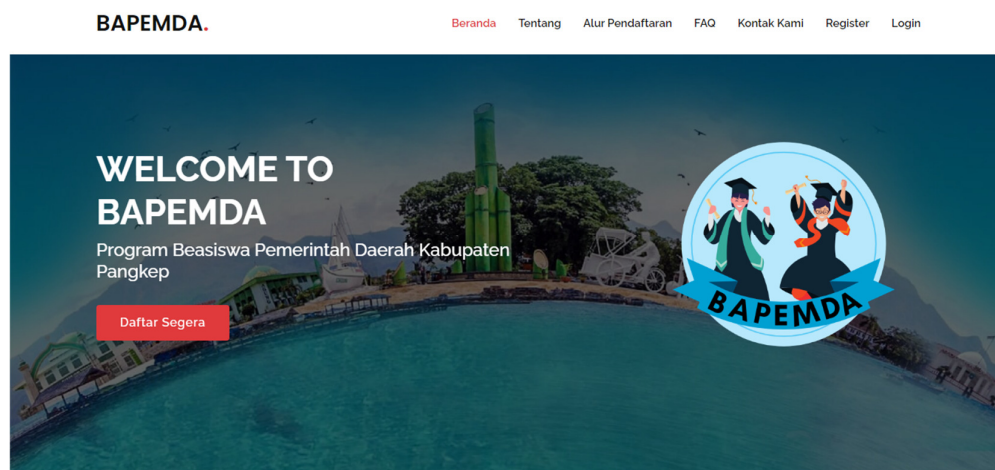 BAPEMDA.
Beranda Tentang Alur Pendaftaran FAQ Kontak Kami Register Login
WELCOME TO
BAPEMDA
Program Beasiswa Pemerintah Daerah Kabupaten
Pangkep
Daftar Segera
BAPEMDA